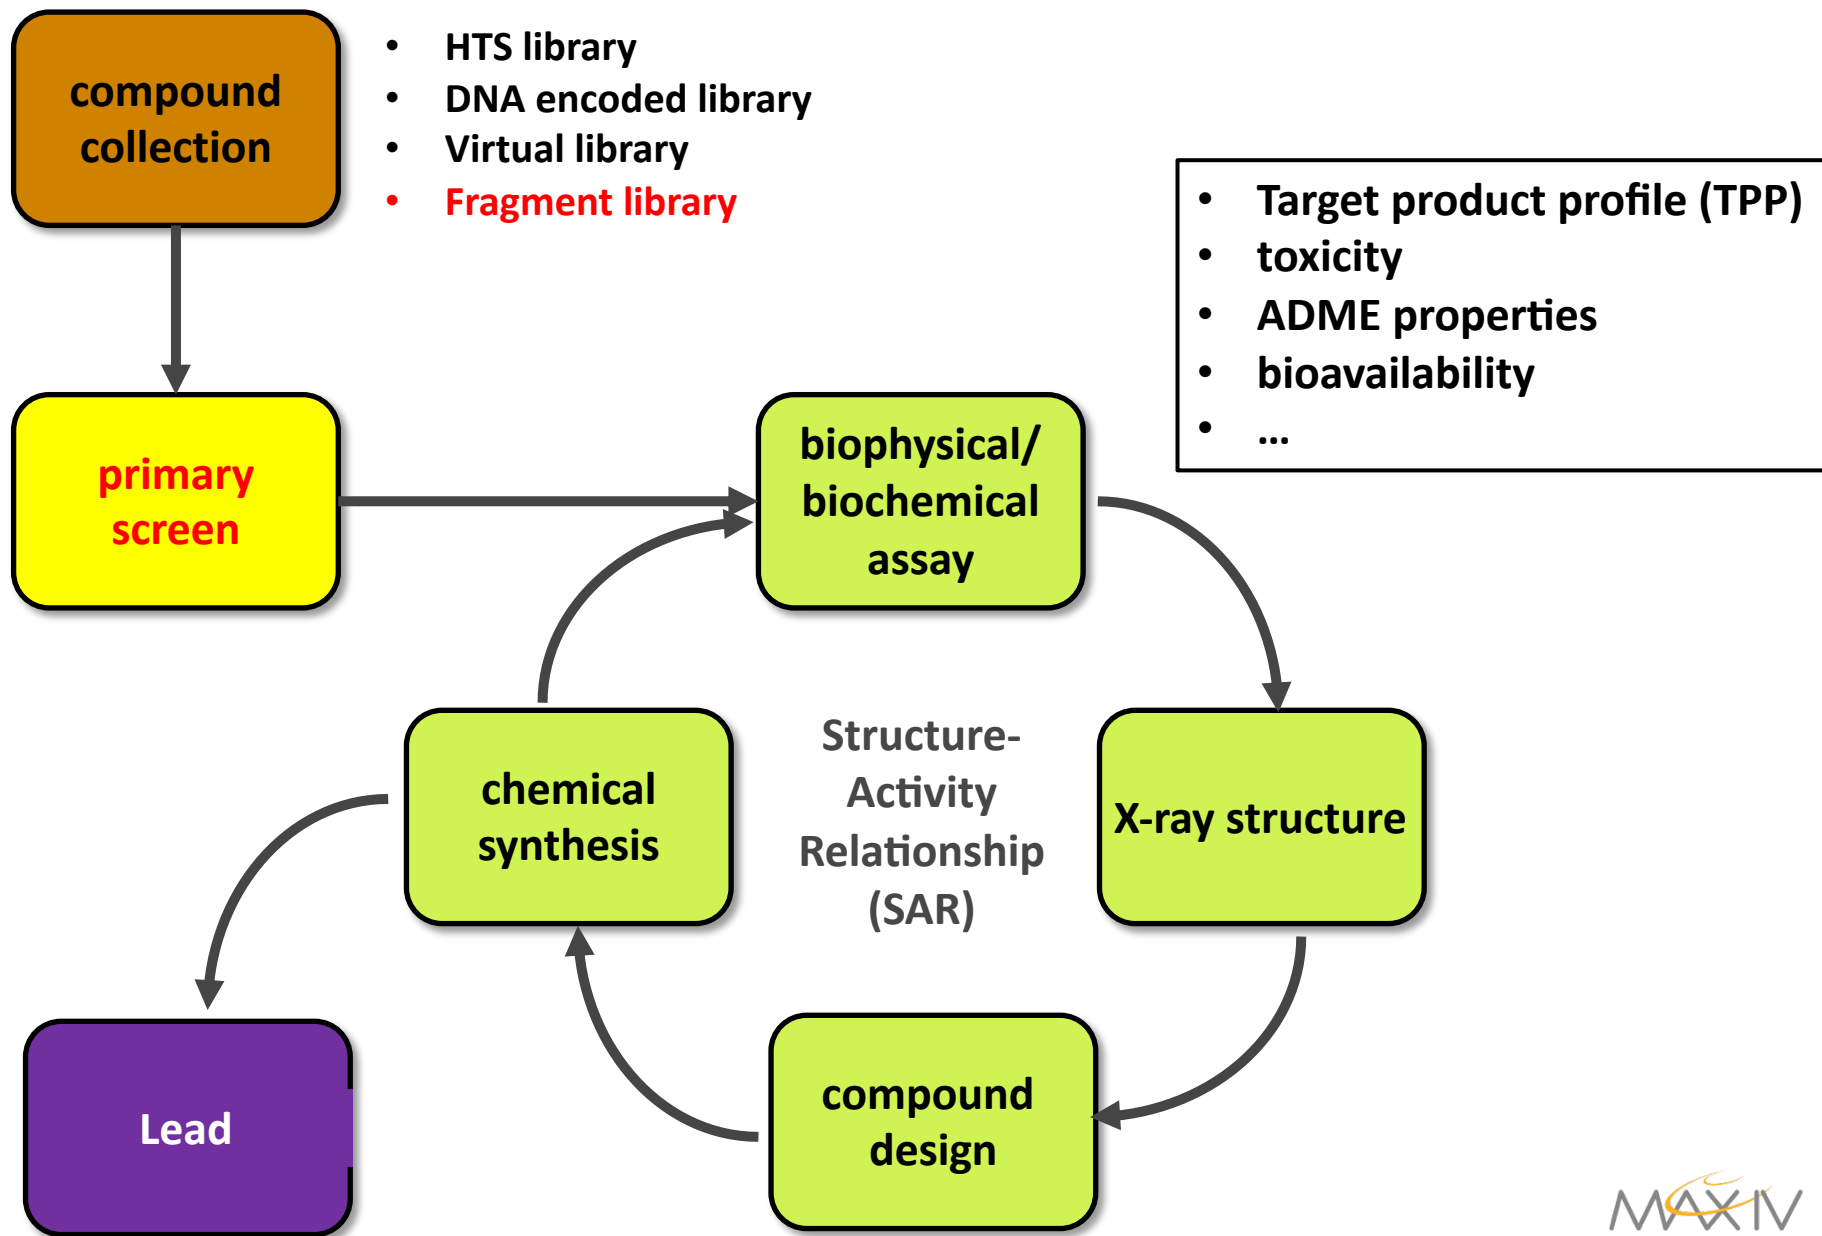 compound
collection
• HTS library
• DNA encoded library
• Virtual library
• Fragment library
• Target product profile (TPP)
• toxicity
• ADME properties
• bioavailability
• ...
primary
screen
biophysical/
biochemical
assay
chemical
synthesis
Structure-
Activity
Relationship
(SAR)
X-ray structure
Lead
compound
design
MAX IV